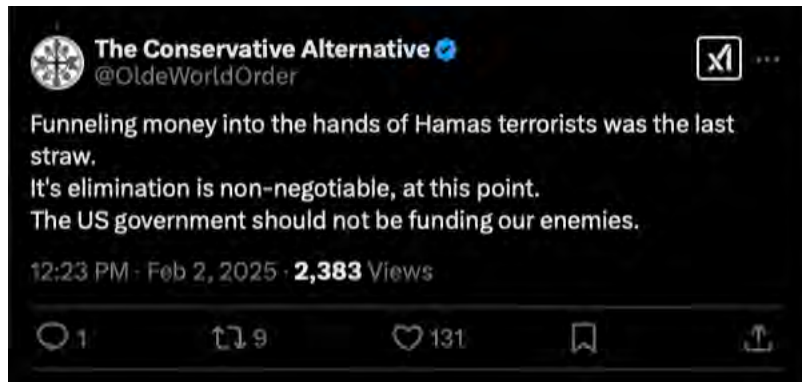 The Conservative Alternative
@OldeWorldOrder
Funneling money into the hands of Hamas terrorists was the last
straw.
It's elimination is non-negotiable, at this point.
The US government should not be funding our enemies.
12:23 PM · Feb 2, 2025 · 2,383 Views
1 9 131